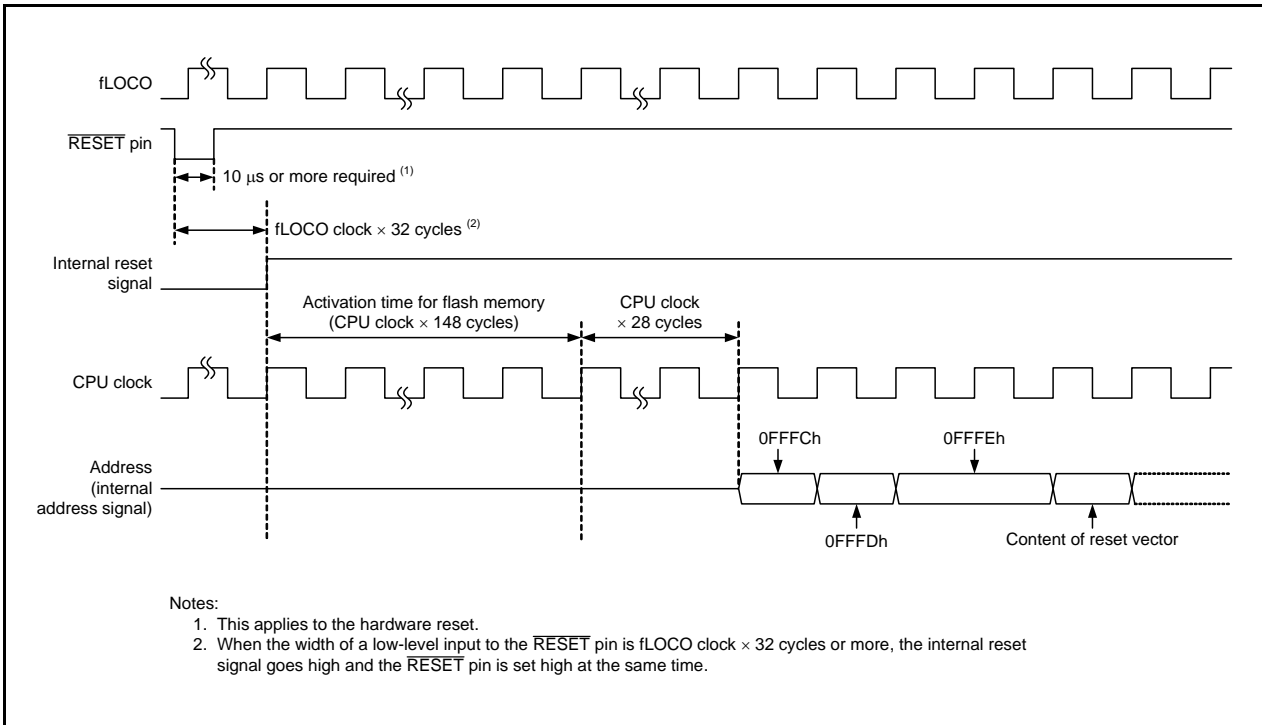 fLOCO
RESET pin
10 μs or more required (1)
fLOCO clock × 32 cycles (2)
Internal reset
signal
Activation time for flash memory
(CPU clock × 148 cycles)
CPU clock
× 28 cycles
CPU clock
0FFFCh
0FFFEh
Address
(internal
address signal)
0FFFDh
Content of reset vector
Notes:
1. This applies to the hardware reset.
2. When the width of a low-level input to the RESET pin is fLOCO clock × 32 cycles or more, the internal reset
signal goes high and the RESET pin is set high at the same time.